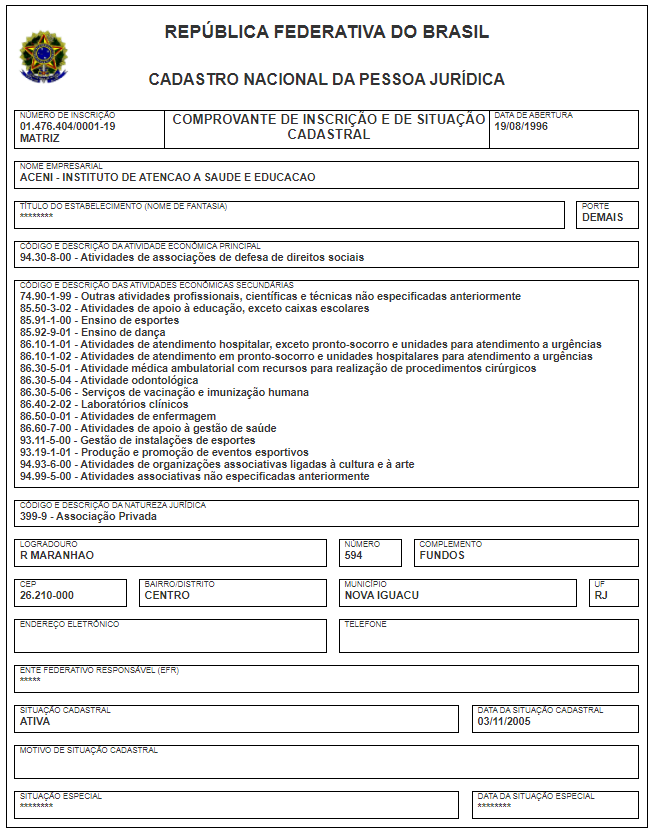 REPÚBLICA FEDERATIVA DO BRASIL
CADASTRO NACIONAL DA PESSOA JURÍDICA
NÚMERO DE INSCRIÇÃO
01.476.404/0001-19
MATRIZ
COMPROVANTE DE INSCRIÇÃO E DE SITUAÇÃO
CADASTRAL
DATA DE ABERTURA
19/08/1996
NOME EMPRESARIAL
ACENI - INSTITUTO DE ATENCAO A SAUDE E EDUCACAO
TÍTULO DO ESTABELECIMENTO (NOME DE FANTASIA)
********
PORTE
DEMAIS
CÓDIGO E DESCRIÇÃO DA ATIVIDADE ECONÔMICA PRINCIPAL
94.30-8-00 - Atividades de associações de defesa de direitos sociais
CÓDIGO E DESCRIÇÃO DAS ATIVIDADES ECONÔMICAS SECUNDÁRIAS
74.90-1-99 - Outras atividades profissionais, científicas e técnicas não especificadas anteriormente
85.50-3-02 - Atividades de apoio à educação, exceto caixas escolares
85.91-1-00 - Ensino de esportes
85.92-9-01 - Ensino de dança
86.10-1-01 - Atividades de atendimento hospitalar, exceto pronto-socorro e unidades para atendimento a urgências
86.10-1-02 - Atividades de atendimento em pronto-socorro e unidades hospitalares para atendimento a urgências
86.30-5-01 - Atividade médica ambulatorial com recursos para realização de procedimentos cirúrgicos
86.30-5-04 - Atividade odontológica
86.30-5-06 - Serviços de vacinação e imunização humana
86.40-2-02 - Laboratórios clínicos
86.50-0-01 - Atividades de enfermagem
86.60-7-00 - Atividades de apoio à gestão de saúde
93.11-5-00 - Gestão de instalações de esportes
93.19-1-01 - Produção e promoção de eventos esportivos
94.93-6-00 - Atividades de organizações associativas ligadas à cultura e à arte
94.99-5-00 - Atividades associativas não especificadas anteriormente
CÓDIGO E DESCRIÇÃO DA NATUREZA JURÍDICA
399-9 - Associação Privada
LOGRADOURO
R MARANHAO
NÚMERO
594
COMPLEMENTO
FUNDOS
CEP
26.210-000
BAIRRO/DISTRITO
CENTRO
MUNICÍPIO
NOVA IGUACU
UF
RJ
ENDEREÇO ELETRÔNICO
TELEFONE
ENTE FEDERATIVO RESPONSÁVEL (EFR)
*****
SITUAÇÃO CADASTRAL
ATIVA
DATA DA SITUAÇÃO CADASTRAL
03/11/2005
MOTIVO DE SITUAÇÃO CADASTRAL
SITUAÇÃO ESPECIAL
********
DATA DA SITUAÇÃO ESPECIAL
********